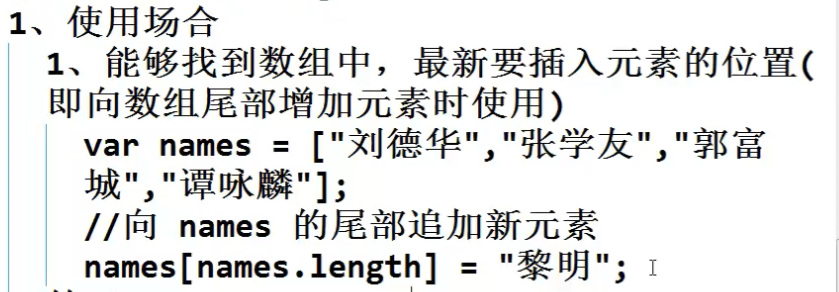 1、使用场合
1、能够找到数组中，最新要插入元素的位置(
即向数组尾部增加元素时使用)
var names = ["刘德华","张学友","郭富
城","谭咏麟"];
//向 names 的尾部追加新元素
names[names.length] = "黎明";